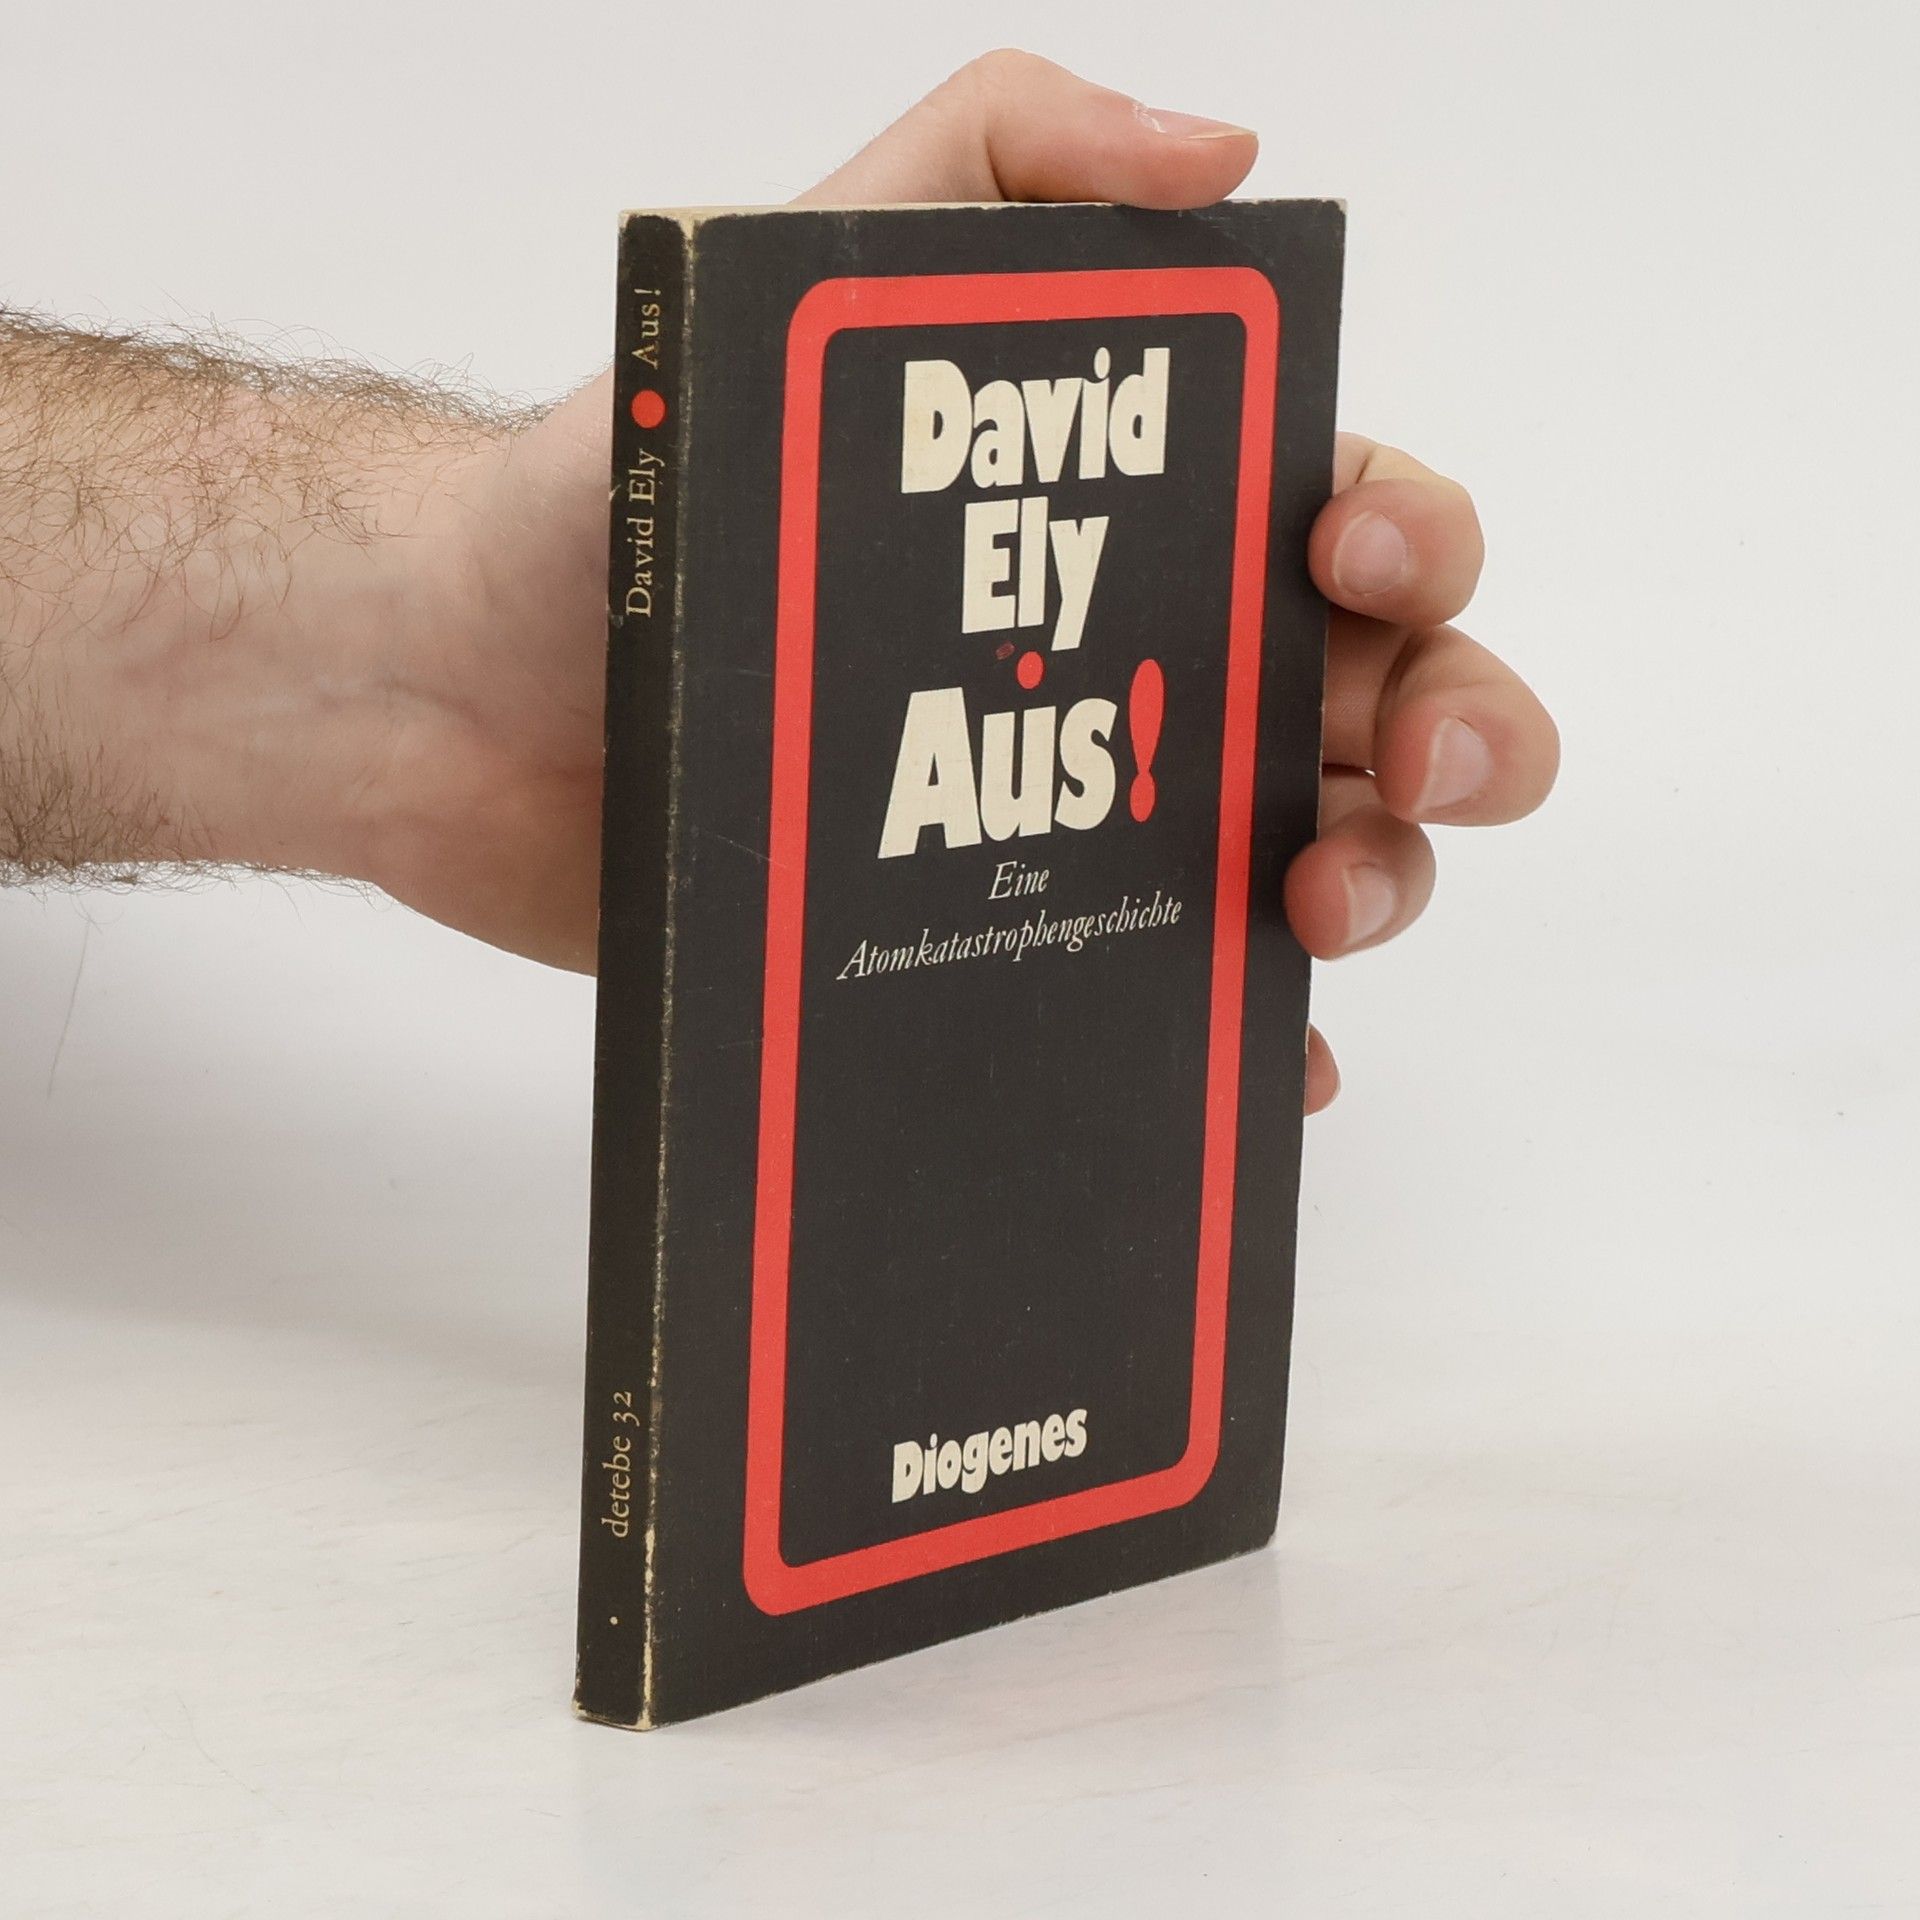 David Ely • Aus!
detebe 32
David
Ely
•
Aus!
Eine
Atomkatastrophengeschichte
Diogenes